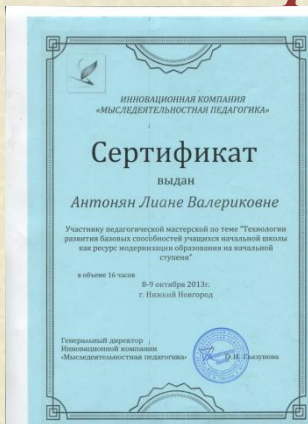 ИННОВАЦИОННАЯ КОМПАНИЯ
«МЫСЛЕДЕЯТЕЛЬНОСТНАЯ ПЕДАГОГИКА»
Сертификат
выдан
Антонян Лиане Валериковне
Участнику педагогической мастерской по теме "Технологии
развития базовых способностей учащихся начальной школы
как ресурс модернизации образования на начальной
ступени"
в объеме 16 часов
8-9 октября 2013г.
г. Нижний Новгород
Генеральный директор
Инновационной компании
«Мыследеятельностная педагогика» О.И. Глазунова